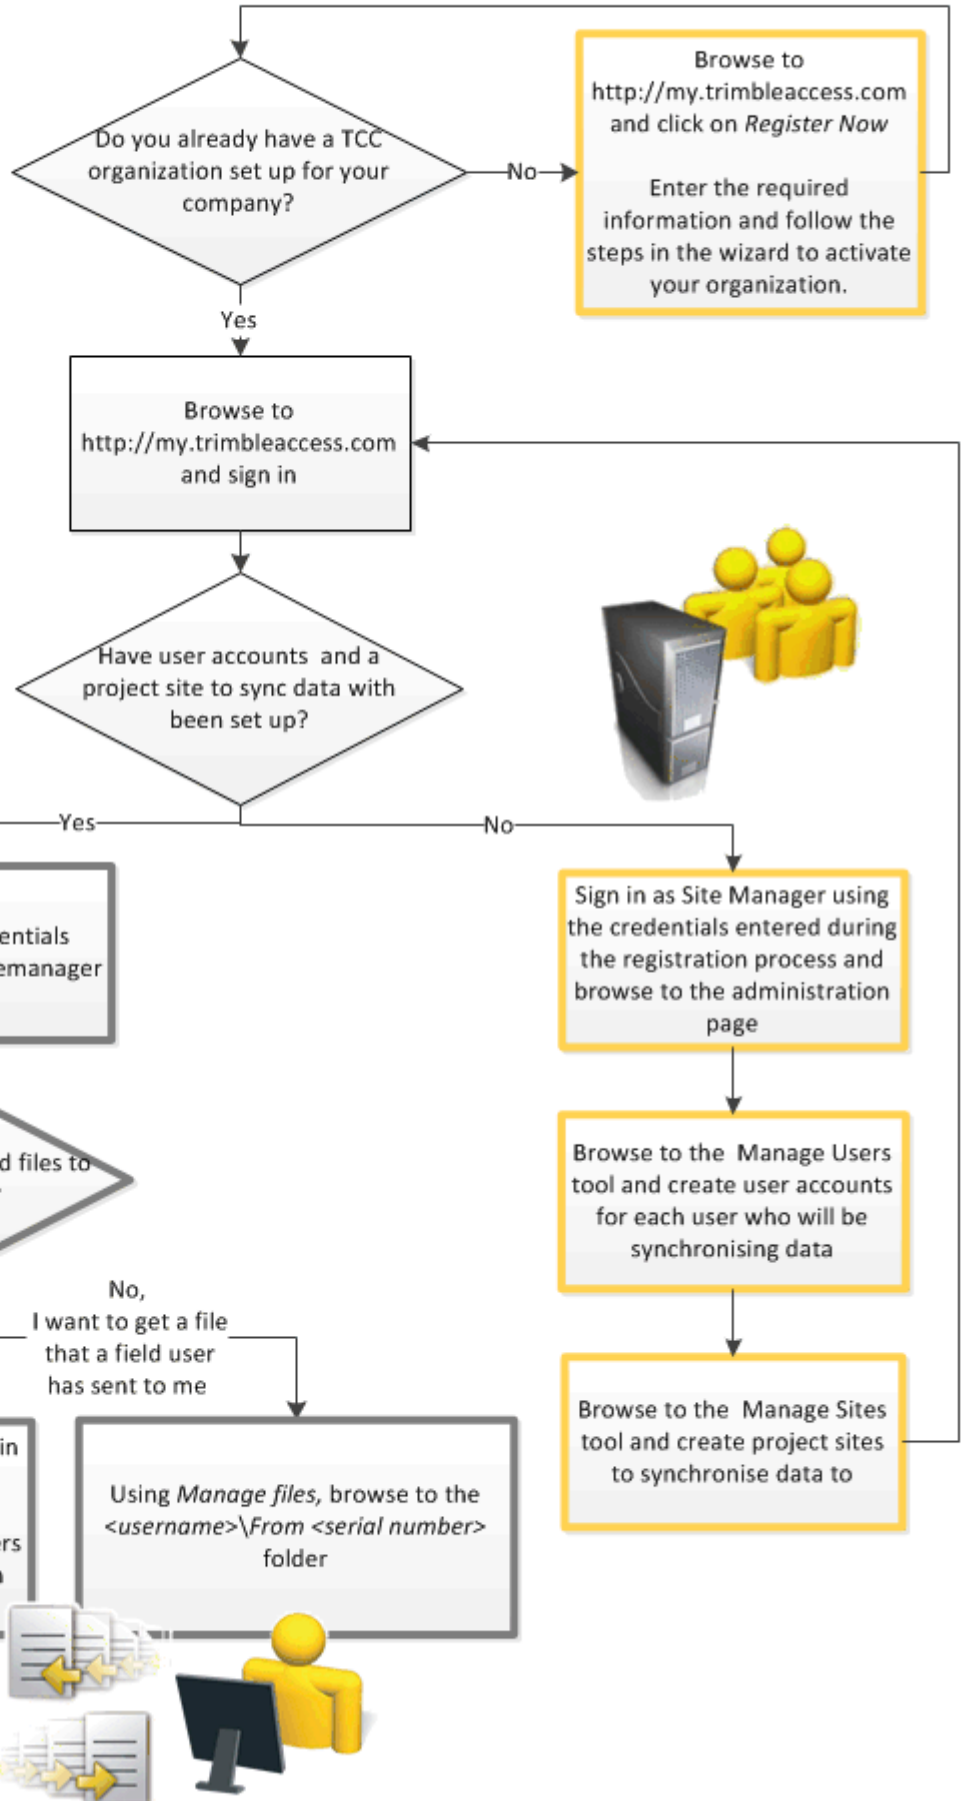 Do you already have a TCC
organization set up for your
company?
No
Browse to
http://my.trimbleaccess.com
and click on Register Now
Enter the required
information and follow the
steps in the wizard to activate
your organization.
Yes
Browse to
http://my.trimbleaccess.com
and sign in
Have user accounts and a
project site to sync data with
been set up?
Yes
No
entials
emanager
Sign in as Site Manager using
the credentials entered during
the registration process and
browse to the administration
page
d files to
Browse to the Manage Users
tool and create user accounts
for each user who will be
synchronising data
No,
I want to get a file
that a field user
has sent to me
in
ers
Using Manage files, browse to the
<username>\From <serial number>
folder
Browse to the Manage Sites
tool and create project sites
to synchronise data to